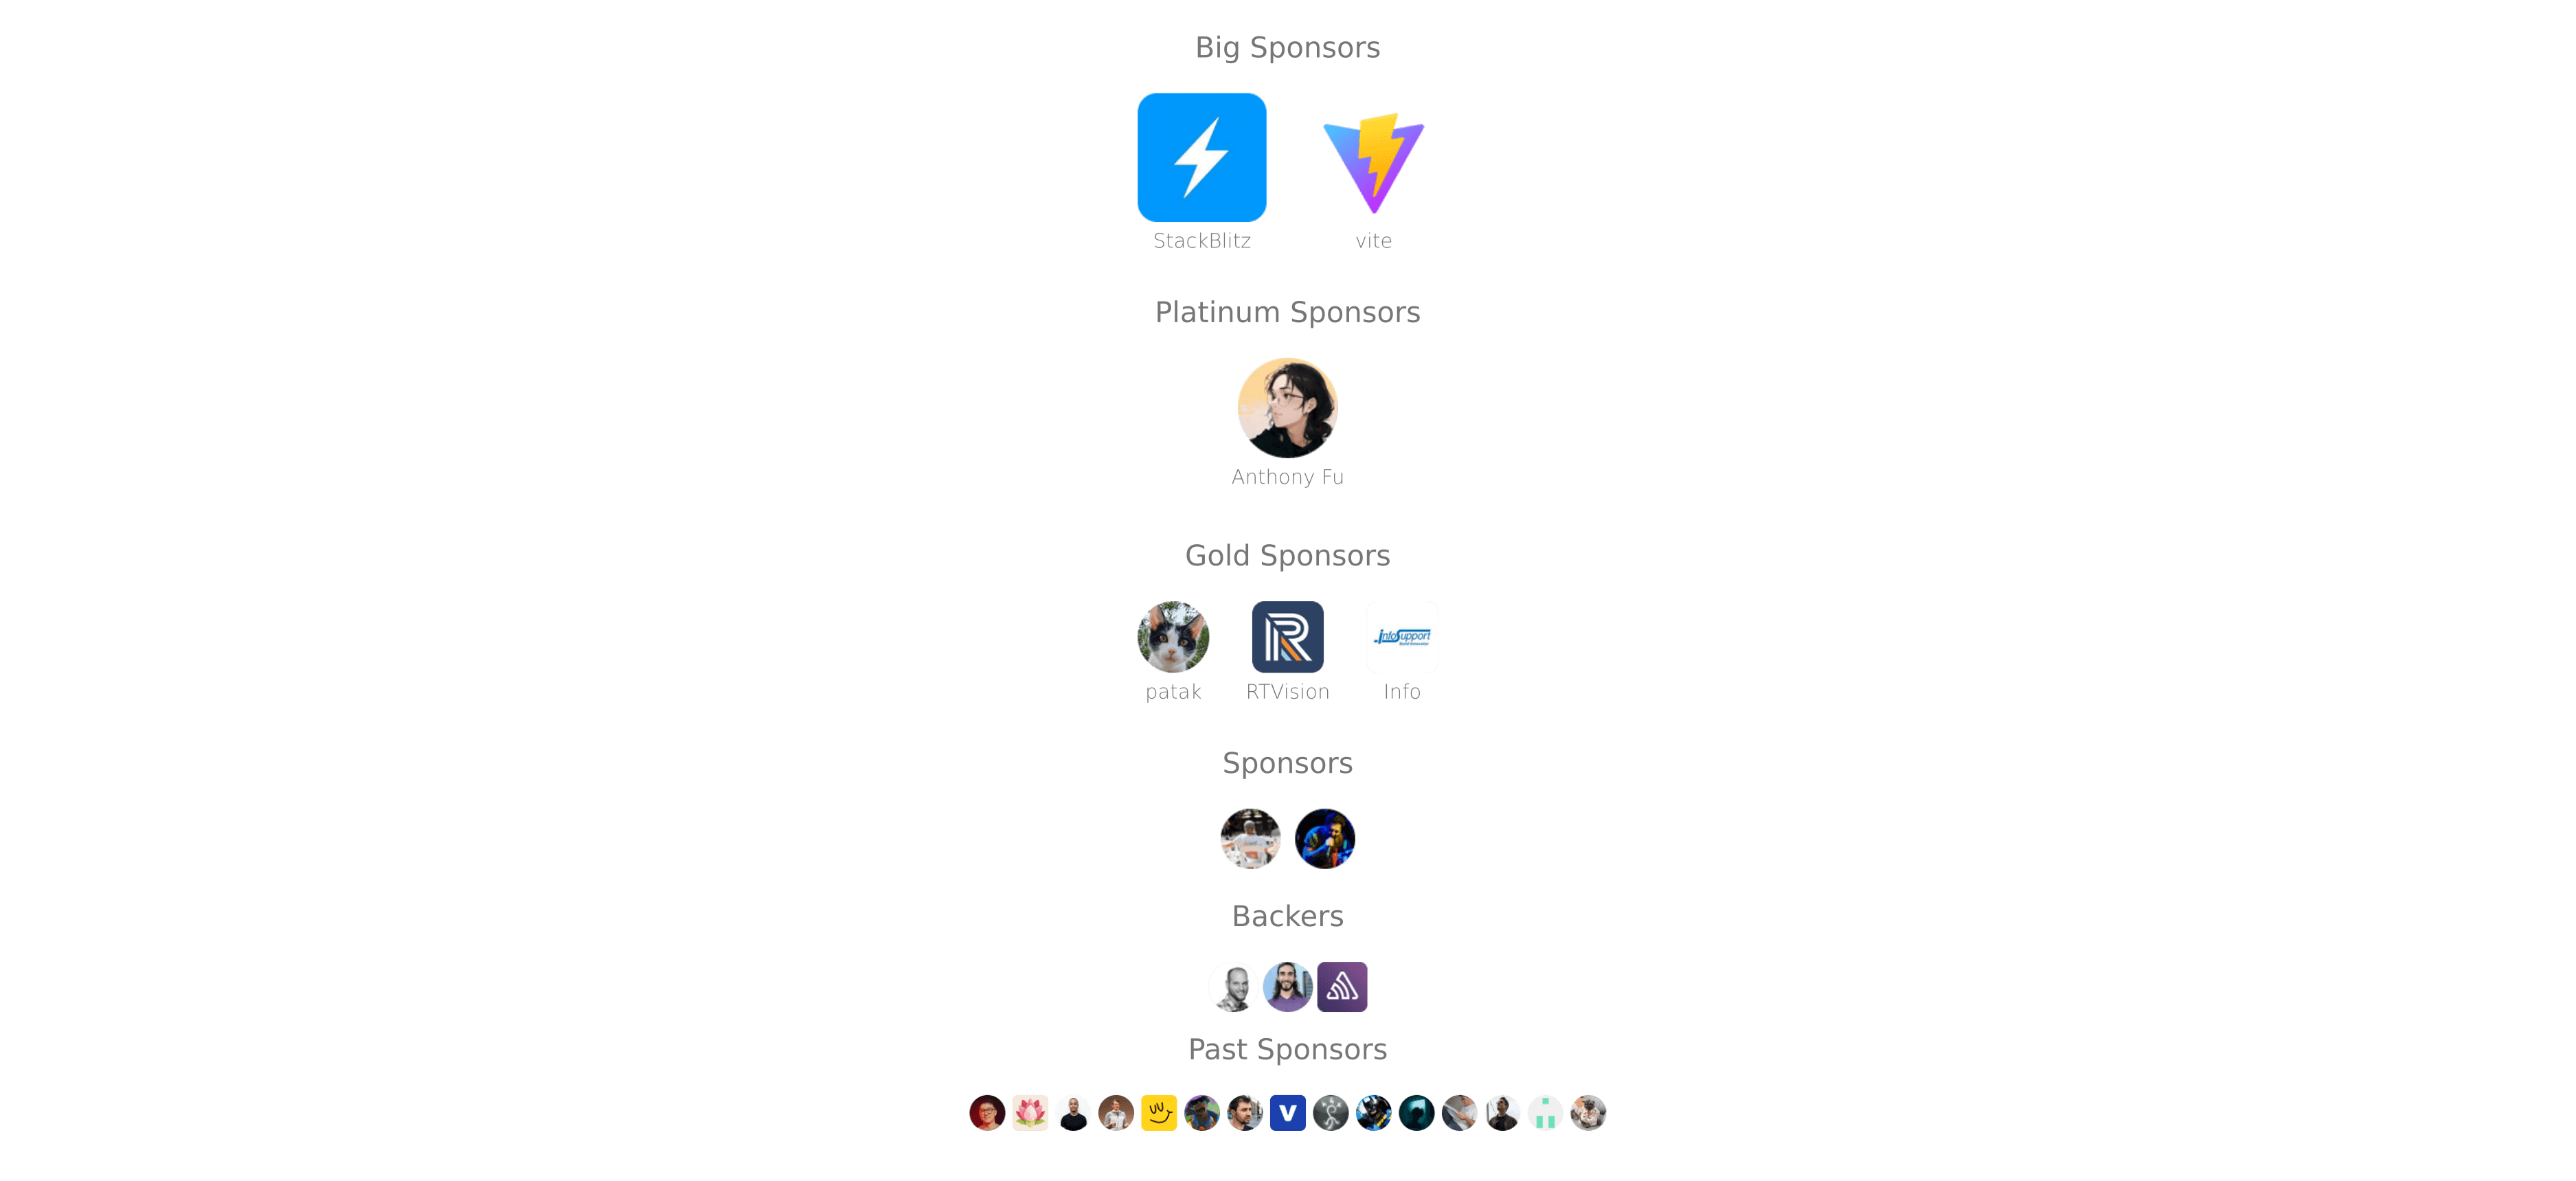 Big Sponsors
StackBlitz
vite
Platinum Sponsors
Anthony Fu
Gold Sponsors
infoSupport
patak
RTVision
Info
Sponsors
Backers
Past Sponsors
V